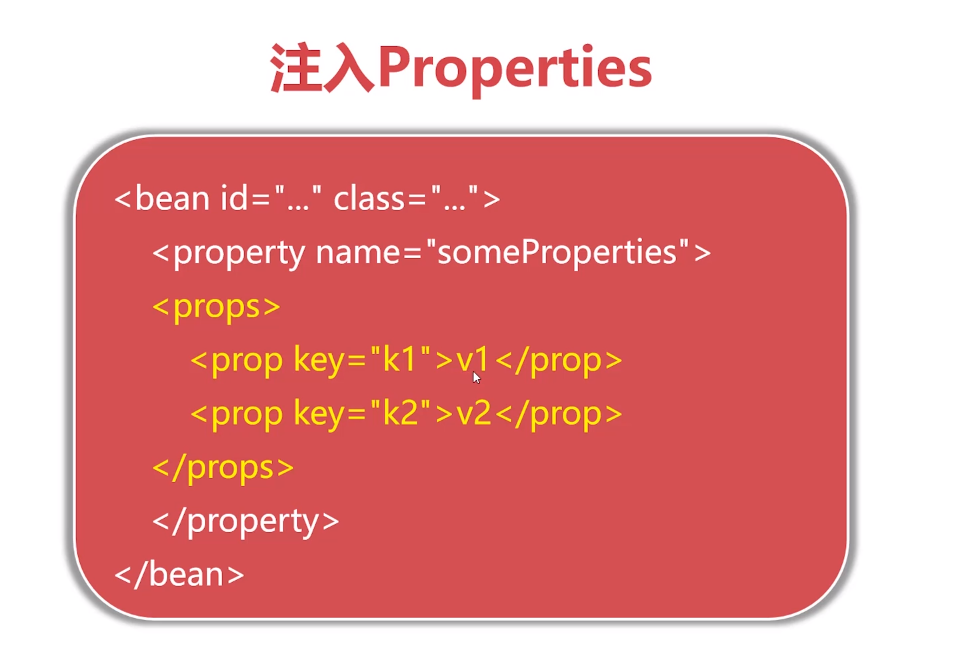 注入Properties
<bean id="..." class="...">
<property name="someProperties">
<props>
<prop key="k1">v1</prop>
<prop key="k2">v2</prop>
</props>
</property>
</bean>